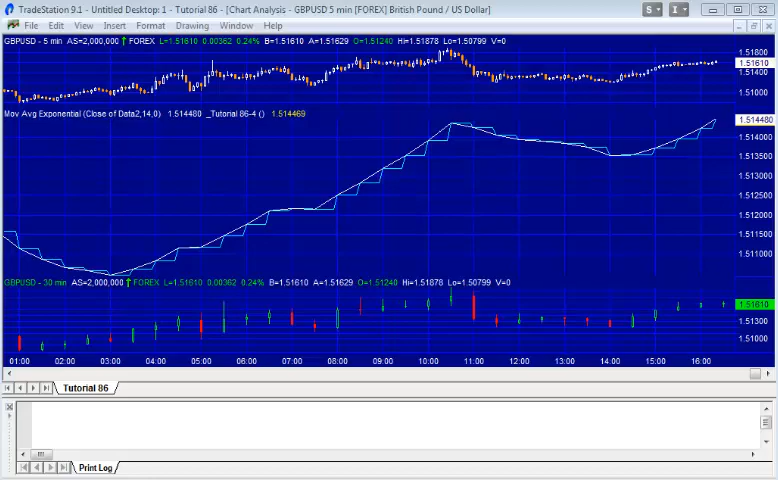 TradeStation 9.1 - Untitled Desktop: 1 - Tutorial 86 - [Chart Analysis - GBPUSD 5 min [FOREX] British Pound / US Dollar]
S I
File Edit View Insert Format Drawing Window Help
GBPUSD - 5 min AS=2,000,000 FOREX L=1.51610 0.00362 0.24% B=1.51610 A=1.51629 O=1.51240 Hi=1.51878 Lo=1.50799 V=0
1.51800
1.51610
1.51400
1.51000
Mov Avg Exponential (Close of Data2,14,0) 1.514480 _Tutorial 86-4 () 1.514469
1.514480
1.514000
1.513500
1.513000
1.512500
1.512000
1.511500
1.511000
GBPUSD - 30 min AS=2,000,000 FOREX L=1.51610 0.00362 0.24% B=1.51610 A=1.51629 O=1.51240 Hi=1.51878 Lo=1.50799 V=0
1.51610
1.51300
1.51000
01:00 02:00 03:00 04:00 05:00 06:00 07:00 08:00 09:00 10:00 11:00 12:00 13:00 14:00 15:00 16:00
Tutorial 86
Print Log